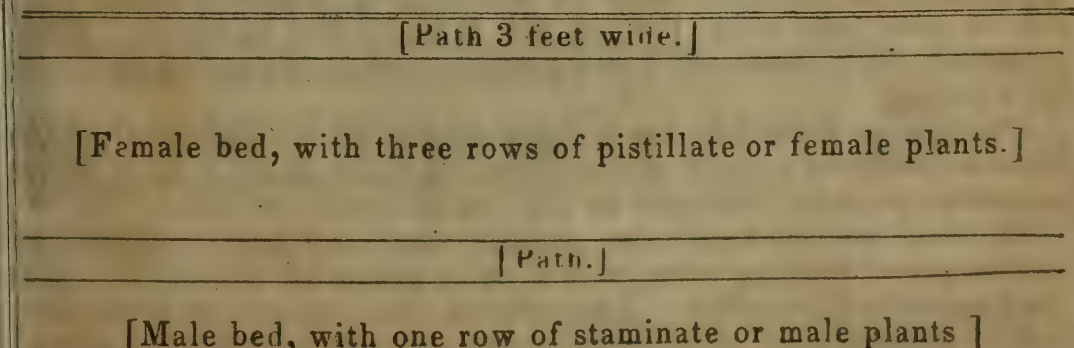 [Path 3 feet wide.]
[Female bed, with three rows of pistillate or female plants.]
[Path.]
[Male bed, with one row of staminate or male plants ]